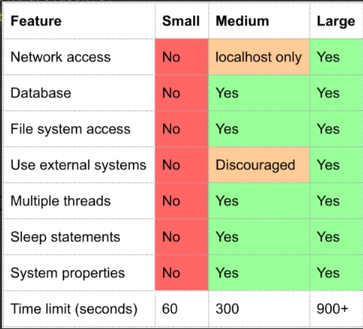 Feature Small Medium Large
Network access No localhost only Yes
Database No Yes Yes
File system access No Yes Yes
Use external systems No Discouraged Yes
Multiple threads No Yes Yes
Sleep statements No Yes Yes
System properties No Yes Yes
Time limit (seconds) 60 300 900+